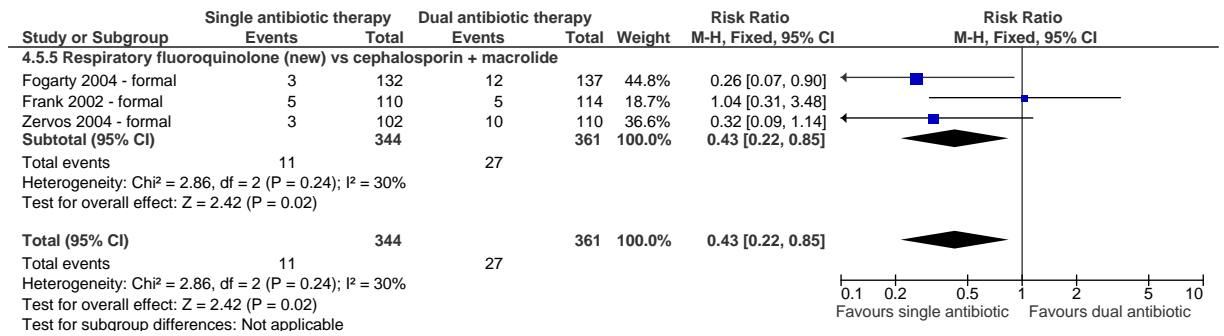 Single antibiotic therapy Dual antibiotic therapy Risk Ratio Risk Ratio
Study or Subgroup Events Total Events Total Weight M-H, Fixed, 95% CI M-H, Fixed, 95% CI
4.5.5 Respiratory fluoroquinolone (new) vs cephalosporin + macrolide
Fogarty 2004 - formal 3 132 12 137 44.8% 0.26 [0.07, 0.90]
Frank 2002 - formal 5 110 5 114 18.7% 1.04 [0.31, 3.48]
Zervos 2004 - formal 3 102 10 110 36.6% 0.32 [0.09, 1.14]
Subtotal (95% CI) 344 361 100.0% 0.43 [0.22, 0.85]
Total events 11 27
Heterogeneity: Chi² = 2.86, df = 2 (P = 0.24); I² = 30%
Test for overall effect: Z = 2.42 (P = 0.02)
Total (95% CI) 344 361 100.0% 0.43 [0.22, 0.85]
Total events 11 27
Heterogeneity: Chi² = 2.86, df = 2 (P = 0.24); I² = 30%
Test for overall effect: Z = 2.42 (P = 0.02)
Test for subgroup differences: Not applicable
0.1 0.2 0.5 1 2 5 10
Favours single antibiotic Favours dual antibiotic